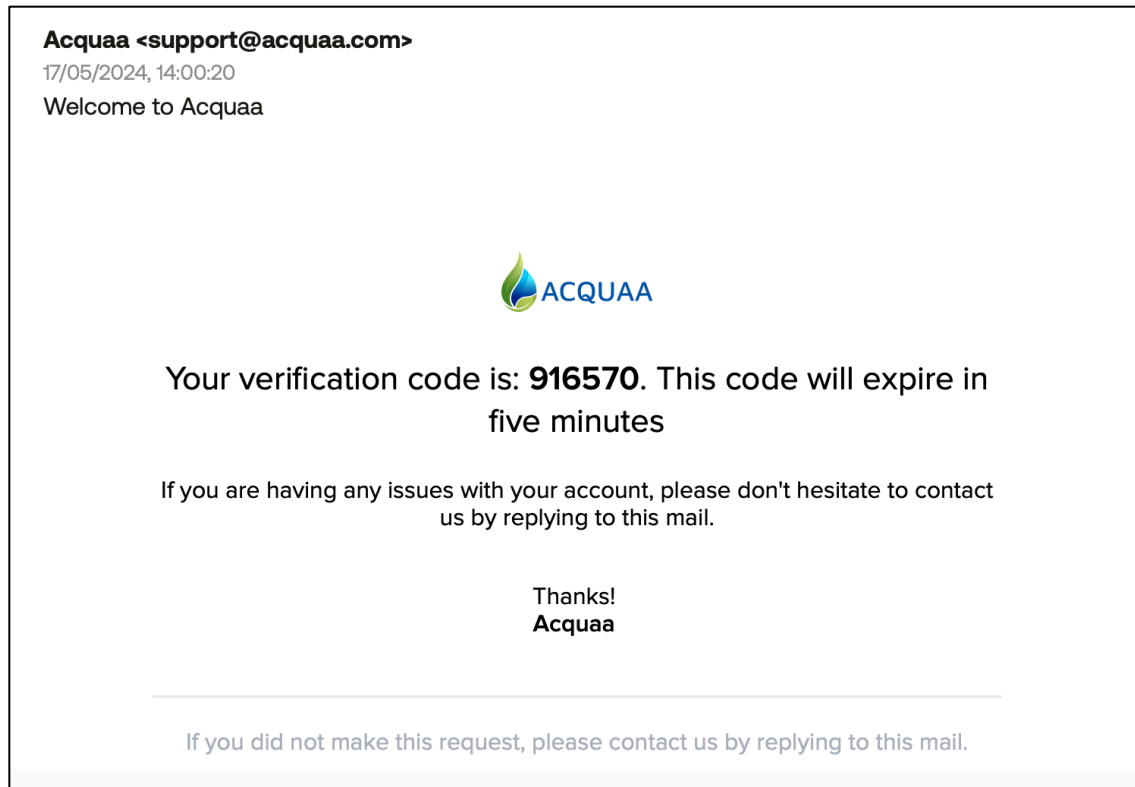 Acquaa <support@acquaa.com>
17/05/2024, 14:00:20
Welcome to Acquaa
ACQUAA
Your verification code is: 916570. This code will expire in
five minutes
If you are having any issues with your account, please don't hesitate to contact
us by replying to this mail.
Thanks!
Acquaa
If you did not make this request, please contact us by replying to this mail.